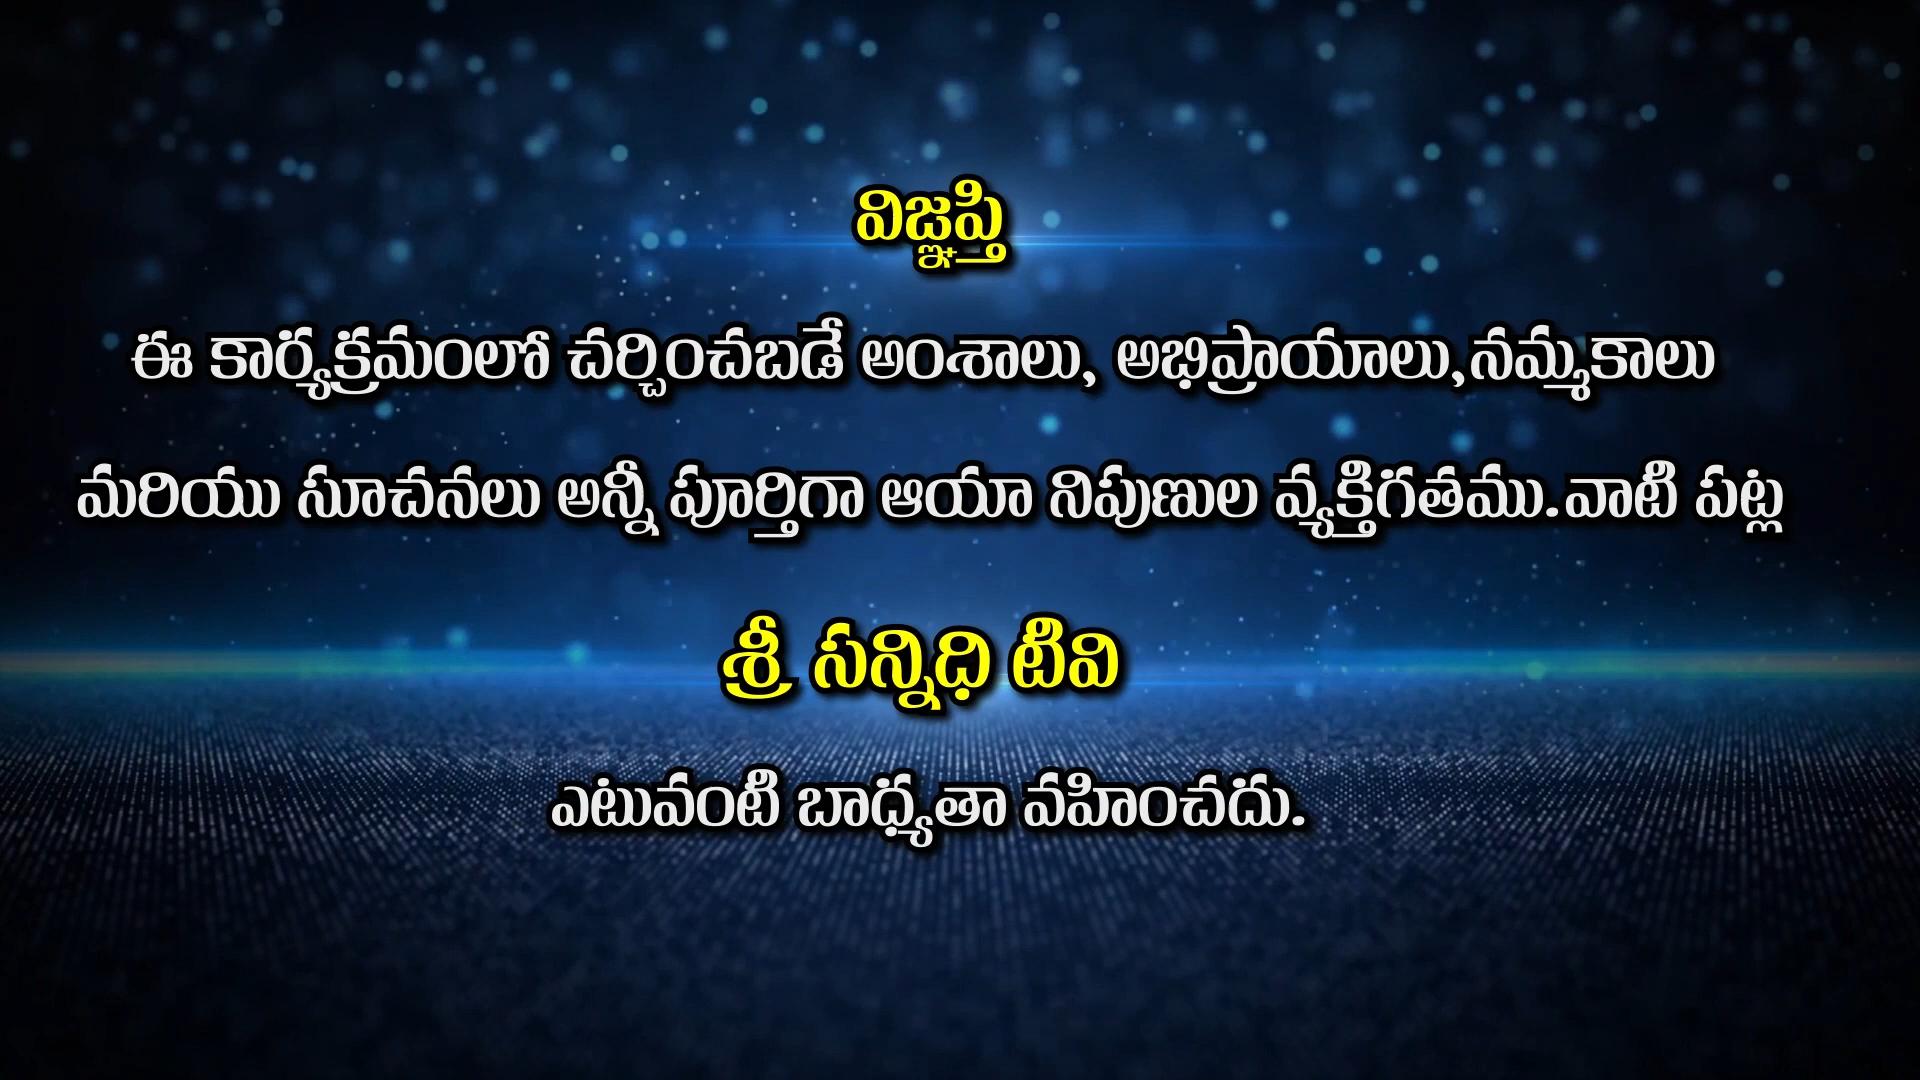 విజ్ఞప్తి
ఈ కార్యక్రమంలో చర్చించబడే అంశాలు, అభిప్రాయాలు,నమ్మకాలు
మరియు సూచనలు అన్నీ పూర్తిగా ఆయా నిపుణుల వ్యక్తిగతము.వాటి పట్ల
శ్రీ సన్నిధి టీవి
ఎటువంటి బాధ్యతా వహించదు.